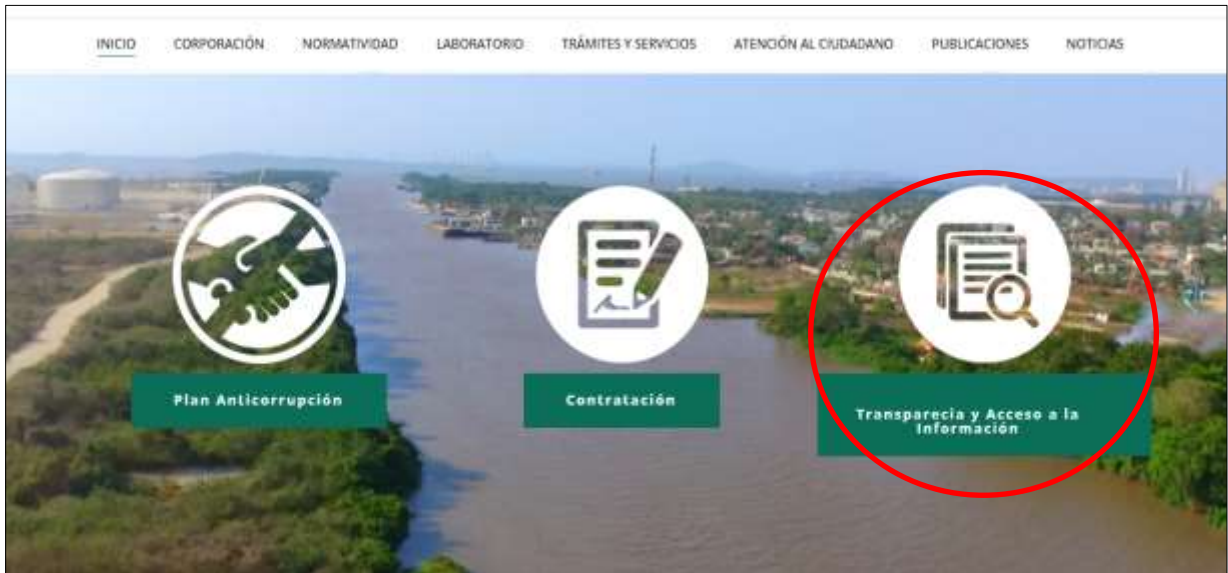 INICIO CORPORACIÓN NORMATIVIDAD LABORATORIO TRÁMITES Y SERVICIOS ATENCIÓN AL CIUDADANO PUBLICACIONES NOTICIAS
Plan Anticorrupción
Contratación
Transparecia y Acceso a la
Información